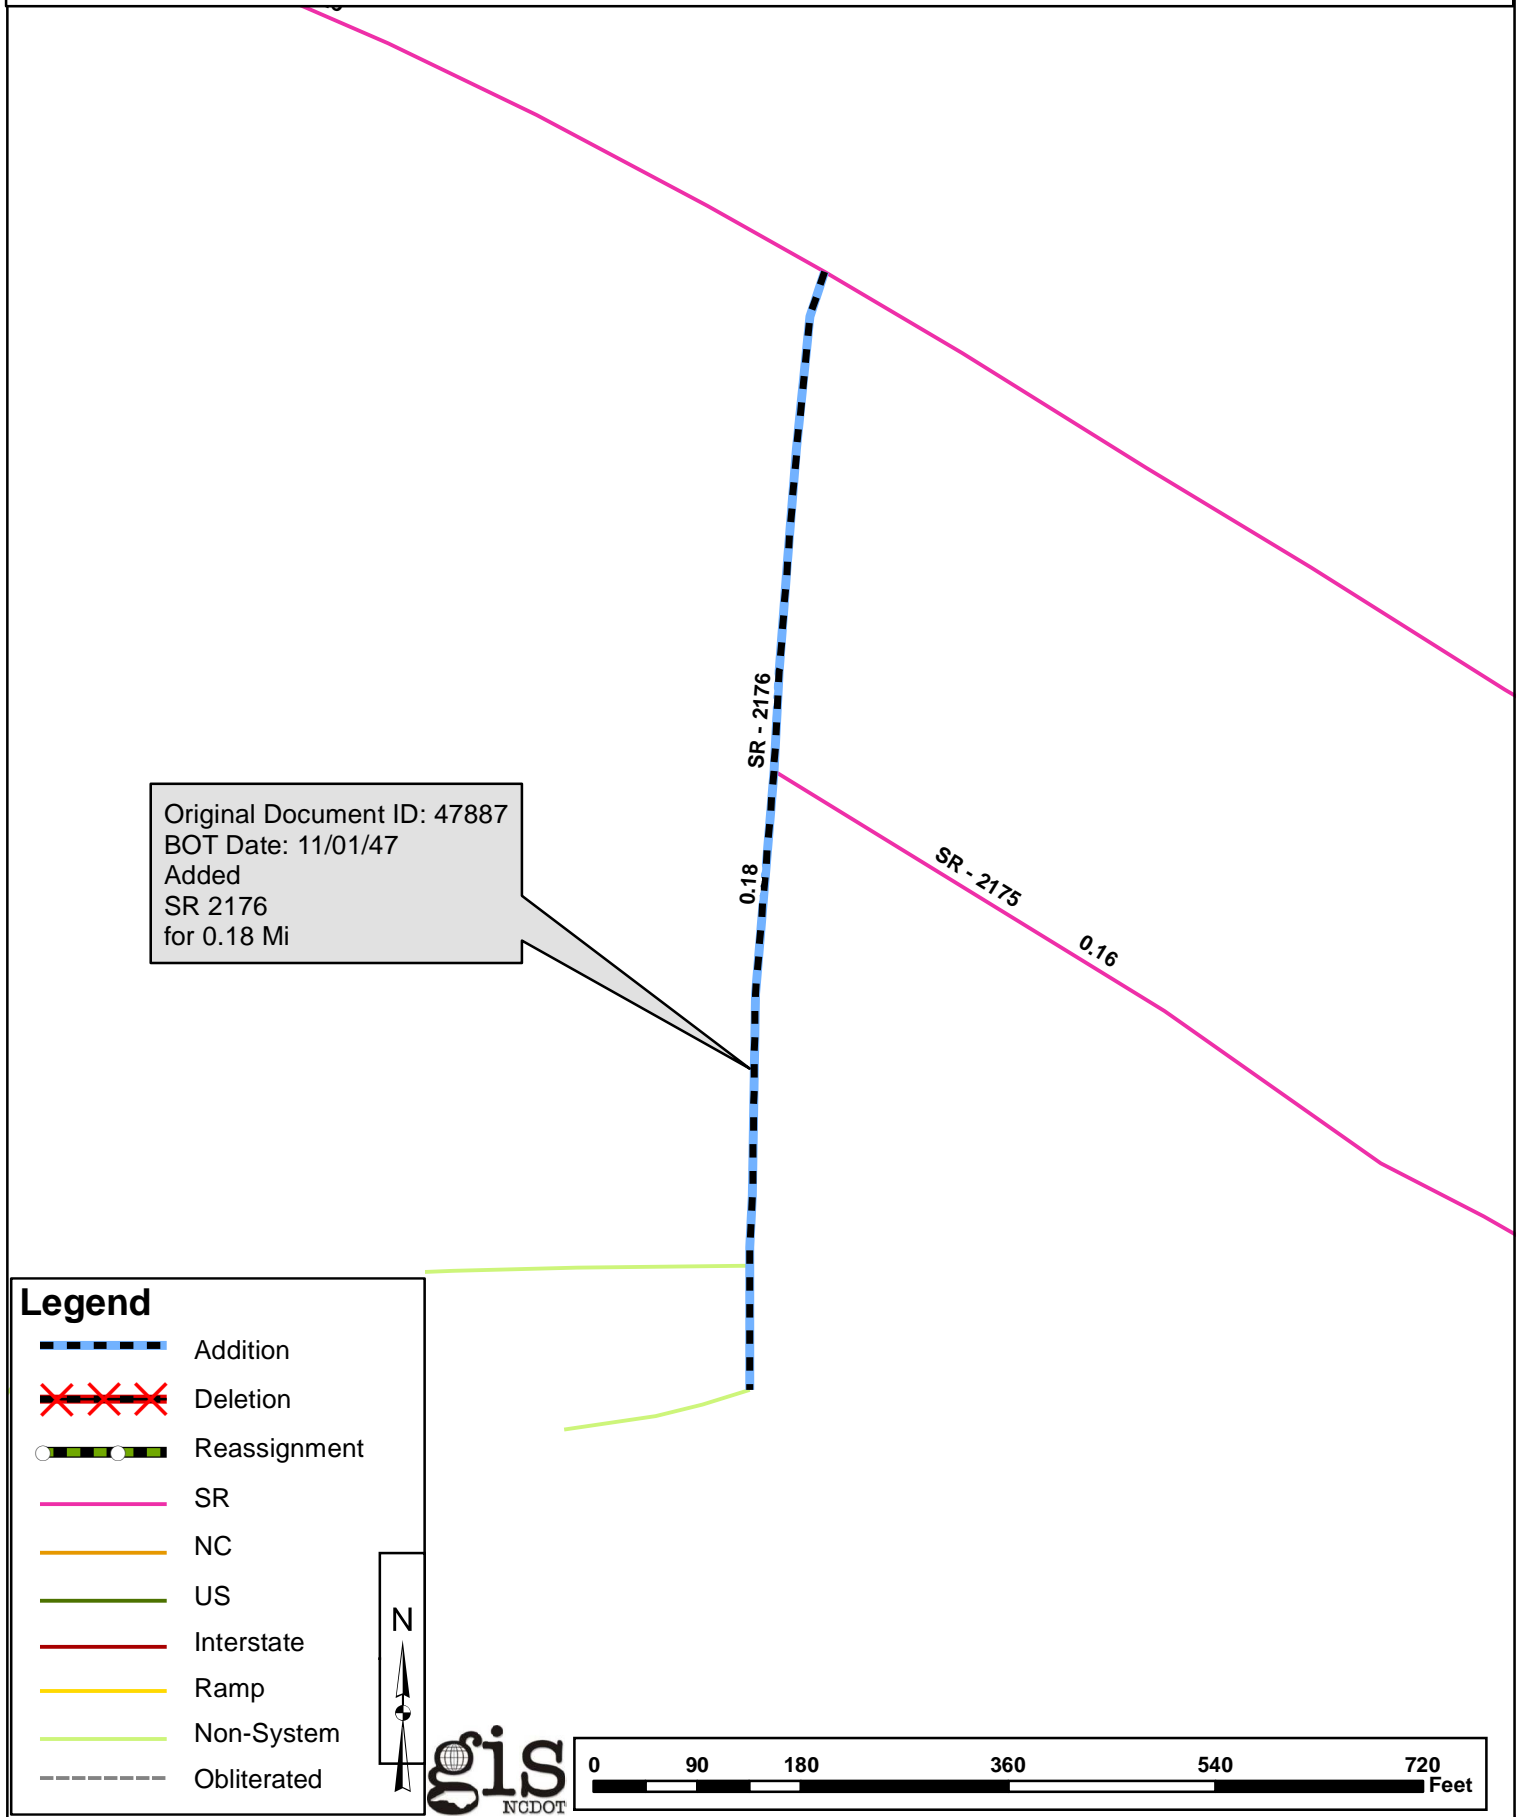 SR - 2176
Original Document ID: 47887
BOT Date: 11/01/47
Added
SR 2176
for 0.18 Mi
0.18
SR - 2175
0.16
Legend
Addition
Deletion
Reassignment
SR
NC
US
Interstate
Ramp
Non-System
Obliterated
N
gis
NCDOT
0 90 180 360 540 720
Feet